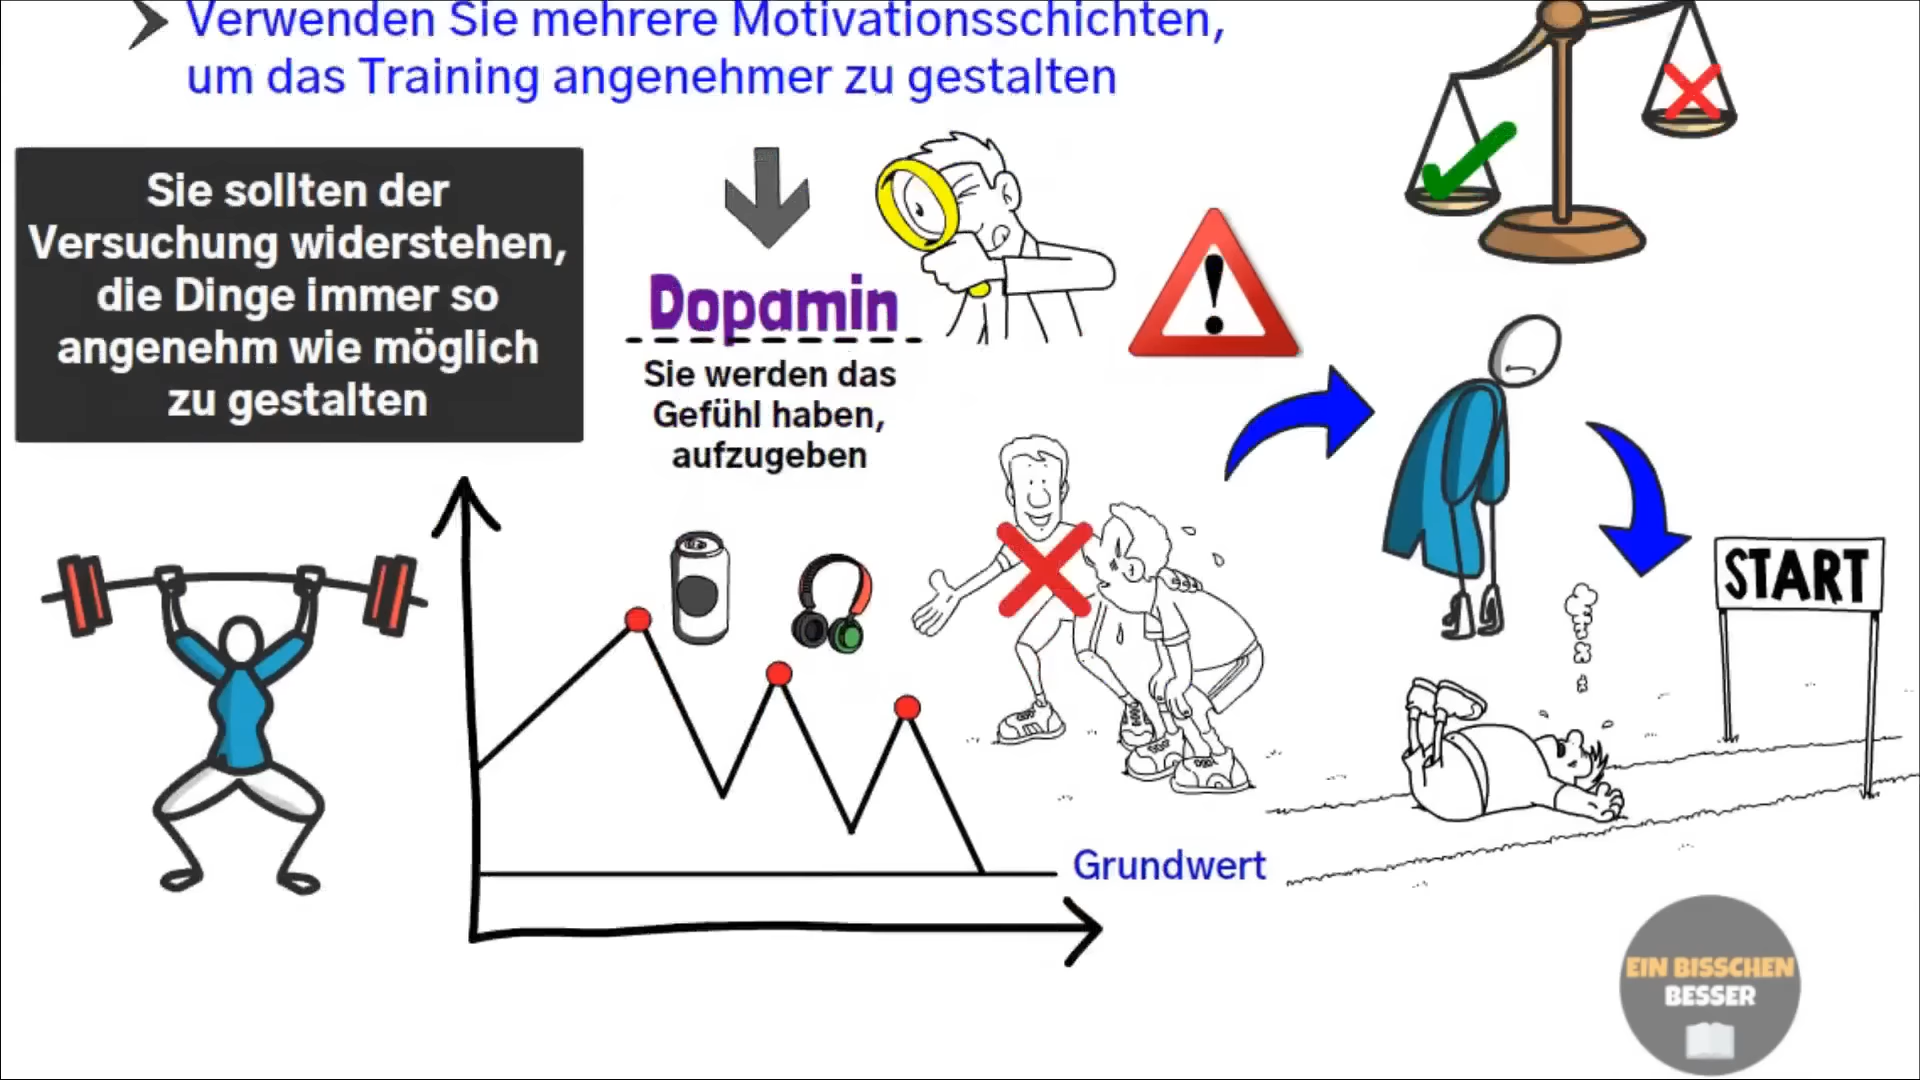 Verwenden Sie mehrere Motivationsschichten,
um das Training angenehmer zu gestalten
Sie sollten der
Versuchung widerstehen,
die Dinge immer so
angenehm wie möglich
zu gestalten
Dopamin
Sie werden das
Gefühl haben,
aufzugeben
START
Grundwert
EIN BISSCHEN
BESSER